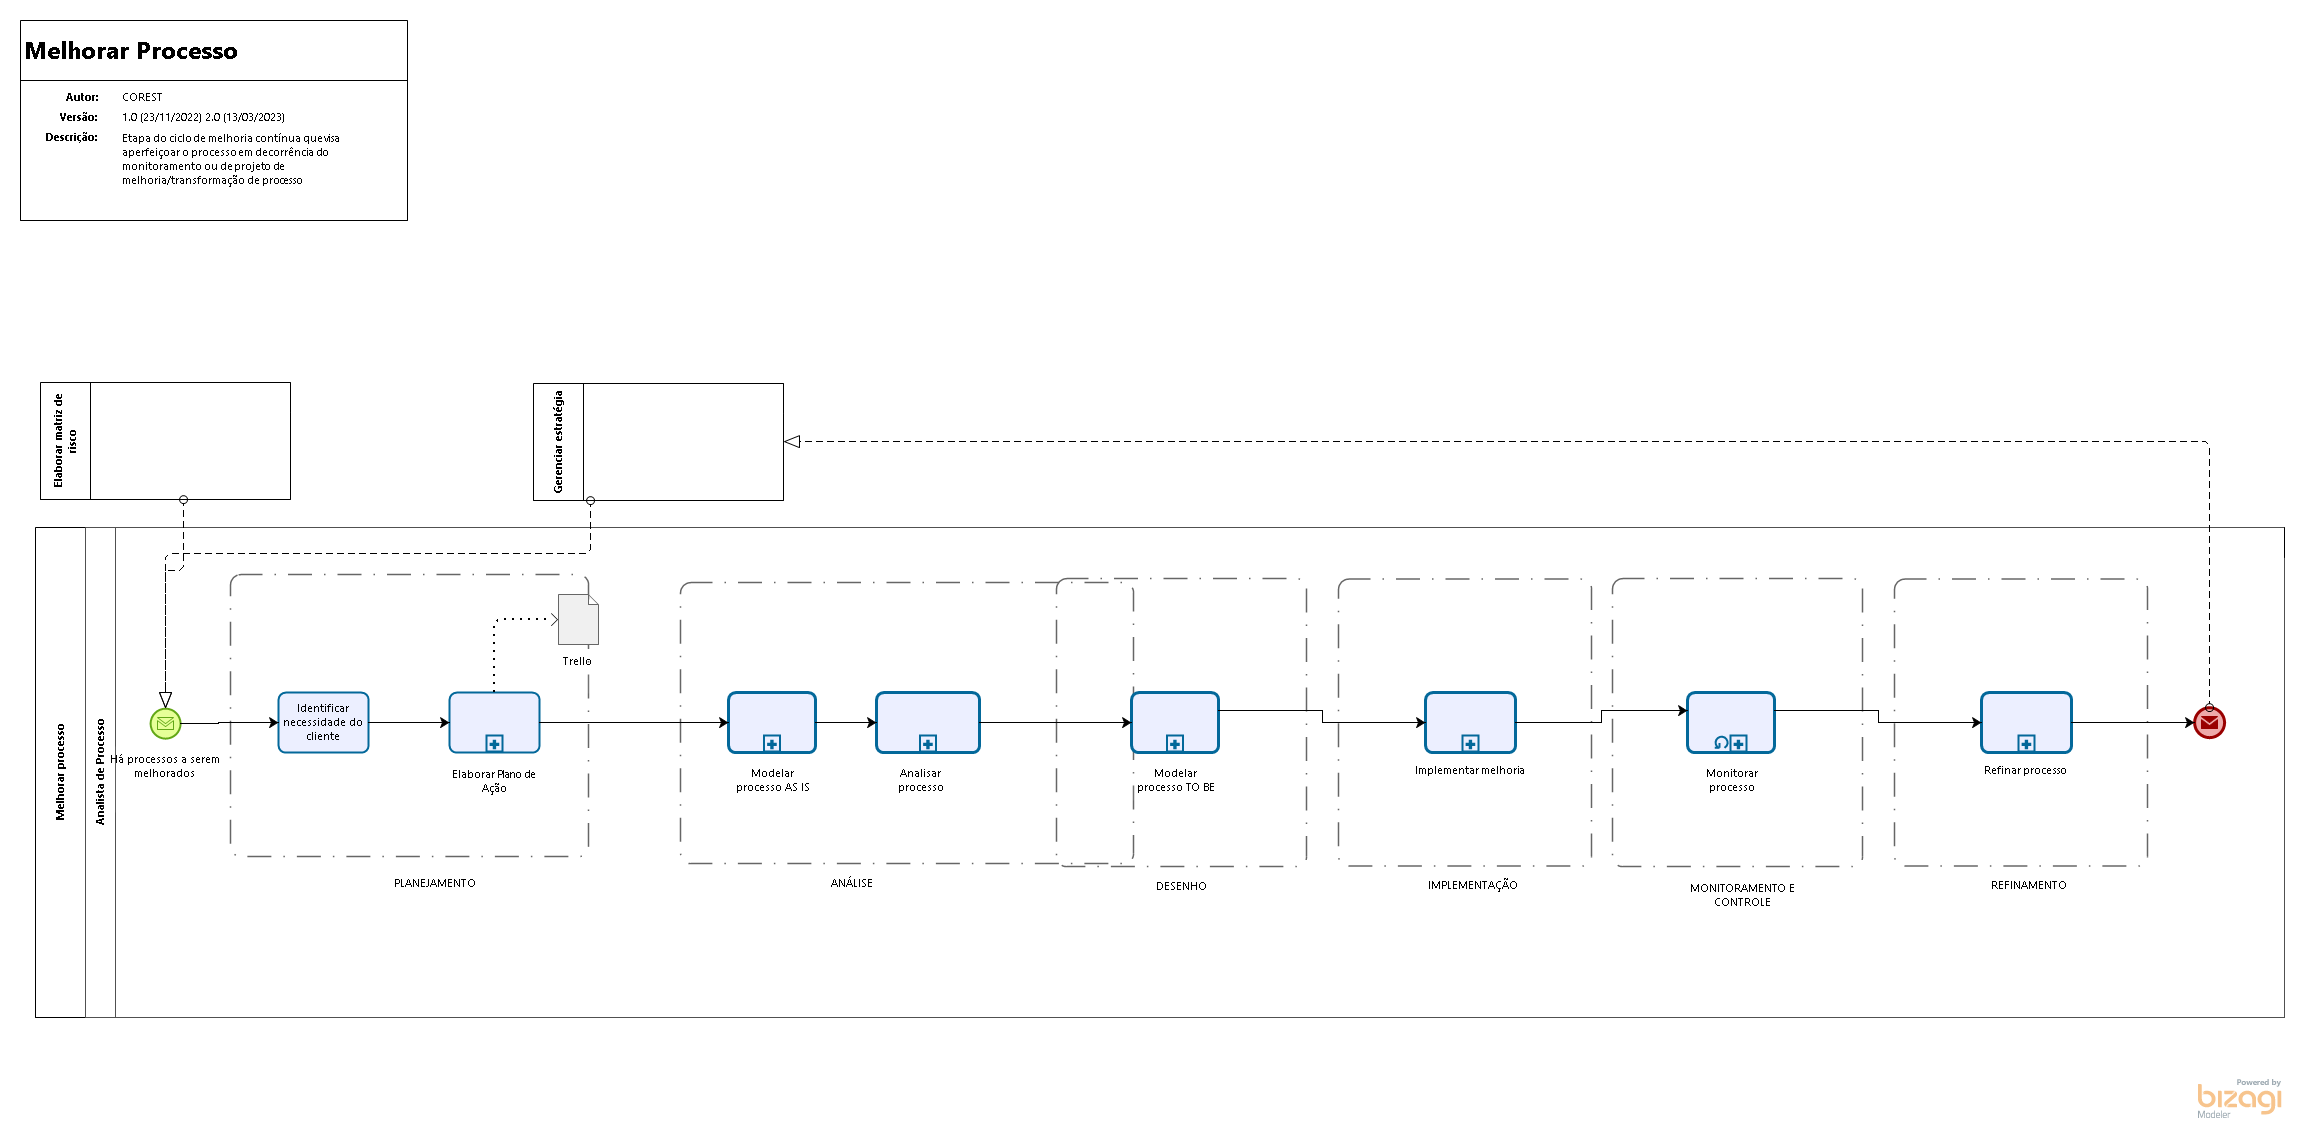 Melhorar Processo
Autor: COREST
Versão: 1.0 (23/11/2022) 2.0 (13/03/2023)
Descrição: Etapa do ciclo de melhoria contínua que visa
aperfeiçoar o processo em decorrência do
monitoramento ou de projeto de
melhoria/transformação de processo
Elaborar matriz de
risco
Gerenciar estratégia
Melhorar processo
Analista de Processo
Há processos a serem
melhorados
Identificar
necessidade do
cliente
Elaborar Plano de
Ação
Trello
PLANEJAMENTO
Modelar
processo AS IS
Analisar
processo
ANÁLISE
Modelar
processo TO BE
DESENHO
Implementar melhoria
IMPLEMENTAÇÃO
Monitorar
processo
MONITORAMENTO E
CONTROLE
Refinar processo
REFINAMENTO
Powered by
bizagi
Modeler